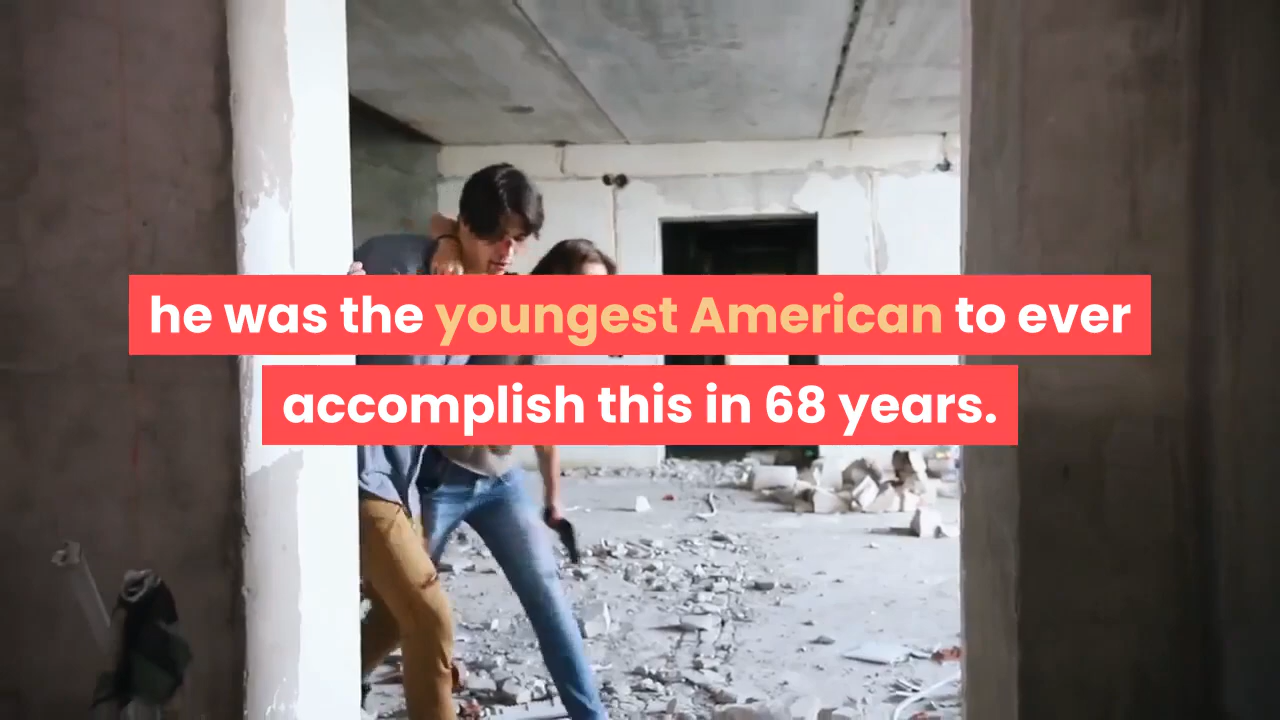 he was the youngest American to ever
accomplish this in 68 years.